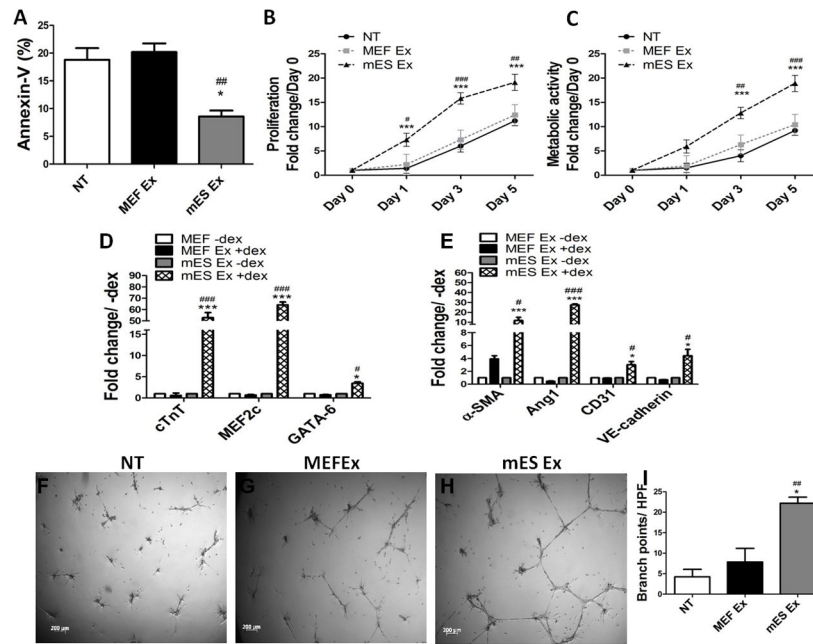 A
Annexin-V (%)
25
20
15
10
5
0
##
*
NT
MEF Ex
mES Ex
B
NT
MEF Ex
mES Ex
Proliferation
Fold change/Day 0
25
20
15
10
5
0
#
***
###
***
##
***
Day 0
Day 1
Day 3
Day 5
C
NT
MEF Ex
mES Ex
Metabolic activity
Fold change/Day 0
25
20
15
10
5
0
##
***
###
***
Day 0
Day 1
Day 3
Day 5
D
MEF -dex
MEF Ex +dex
mES Ex -dex
mES Ex +dex
Fold change/ -dex
90
80
70
60
50
10
5
0
###
***
###
***
#
*
cTnT
MEF2c
GATA-6
E
MEF Ex -dex
MEF Ex +dex
mES Ex -dex
mES Ex +dex
Fold change/ -dex
60
50
40
30
20
10
8
6
4
2
0
#
***
###
***
#
*
#
*
α-SMA
Ang1
CD31
VE-cadherin
NT
MEFEx
mES Ex
F
200 µm
G
200 µm
H
200 µm
I
Branch points/ HPF
25
20
15
10
5
0
##
*
NT
MEF Ex
mES Ex